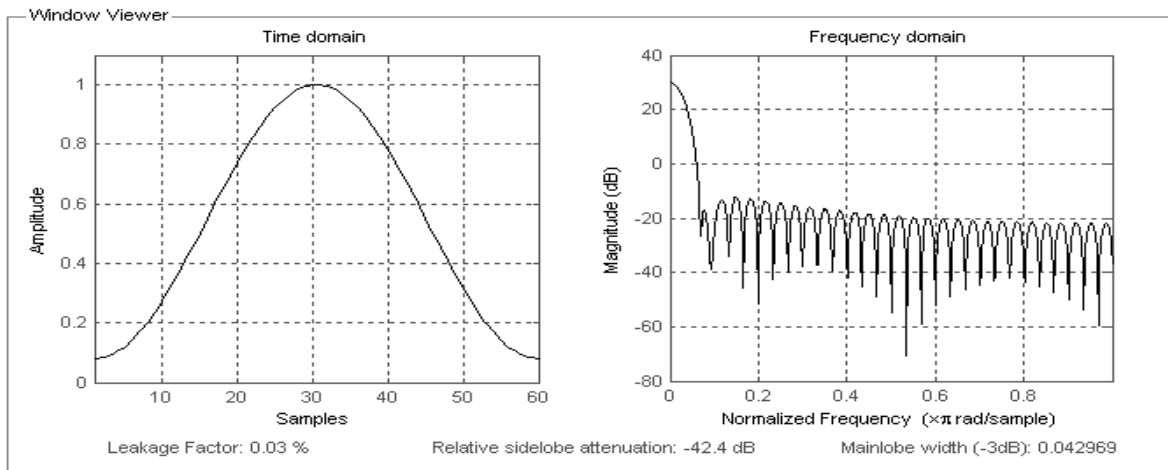 Window Viewer
Time domain
1
0.8
0.6
0.4
0.2
0
Amplitude
10 20 30 40 50 60
Samples
Frequency domain
40
20
0
-20
-40
-60
-80
Magnitude (dB)
0 0.2 0.4 0.6 0.8
Normalized Frequency (×π rad/sample)
Leakage Factor: 0.03 % Relative sidelobe attenuation: -42.4 dB Mainlobe width (-3dB): 0.042969